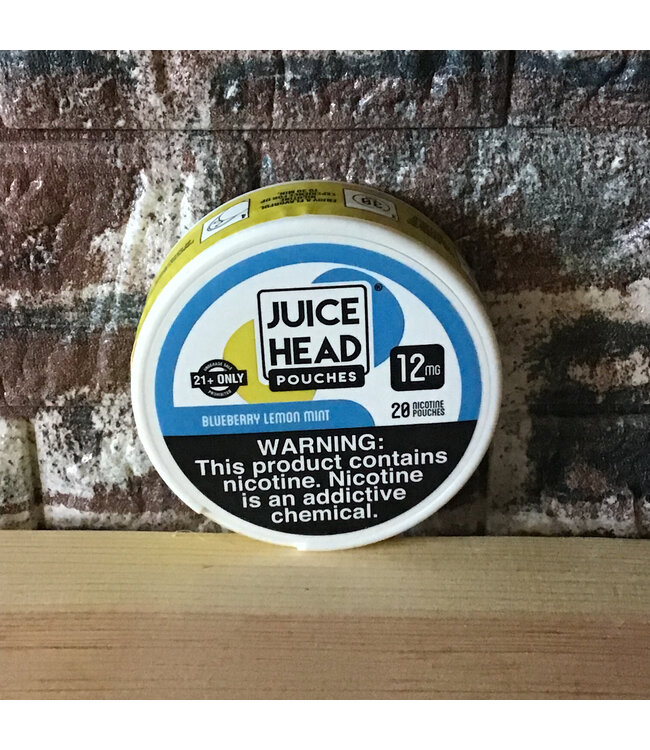 JUICE
HEAD®
POUCHES
12MG
21+ ONLY
20 NICOTINE
POUCHES
BLUEBERRY LEMON MINT
WARNING:
This product contains
nicotine. Nicotine
is an addictive
chemical.